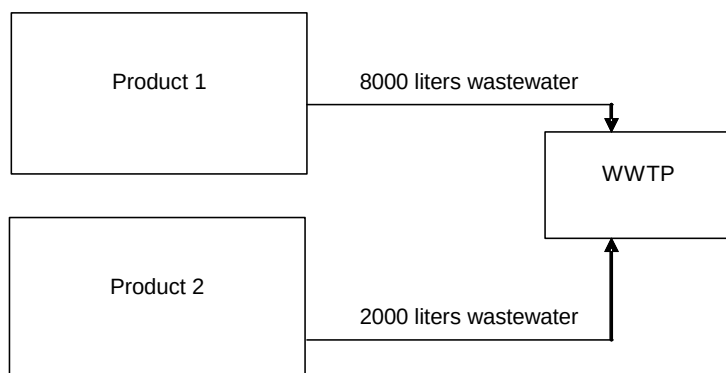 Product 1
8000 liters wastewater
WWTP
Product 2
2000 liters wastewater